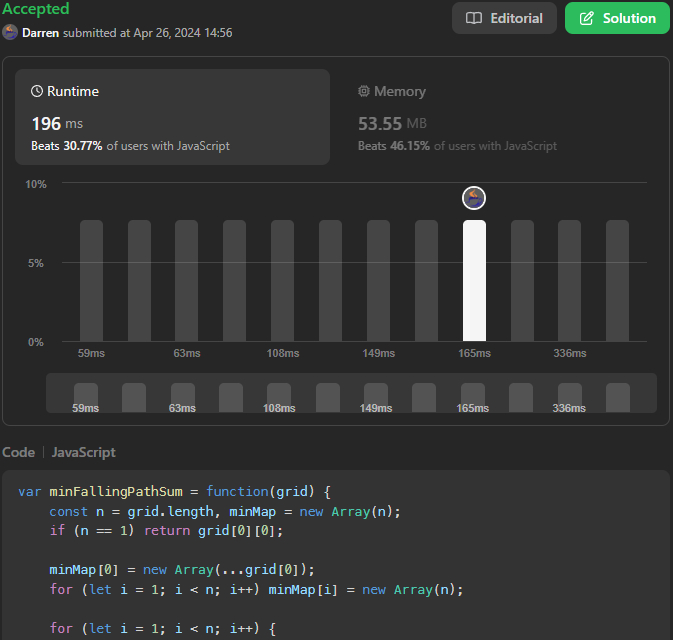 Accepted
Editorial
Solution
Darren submitted at Apr 26, 2024 14:56
Runtime
196 ms
Beats 30.77% of users with JavaScript
Memory
53.55 MB
Beats 46.15% of users with JavaScript
10%
5%
0%
59ms 63ms 108ms 149ms 165ms 336ms
59ms 63ms 108ms 149ms 165ms 336ms
Code | JavaScript
var minFallingPathSum = function(grid) {
    const n = grid.length, minMap = new Array(n);
    if (n == 1) return grid[0][0];
    minMap[0] = new Array(...grid[0]);
    for (let i = 1; i < n; i++) minMap[i] = new Array(n);
    for (let i = 1; i < n; i++) {